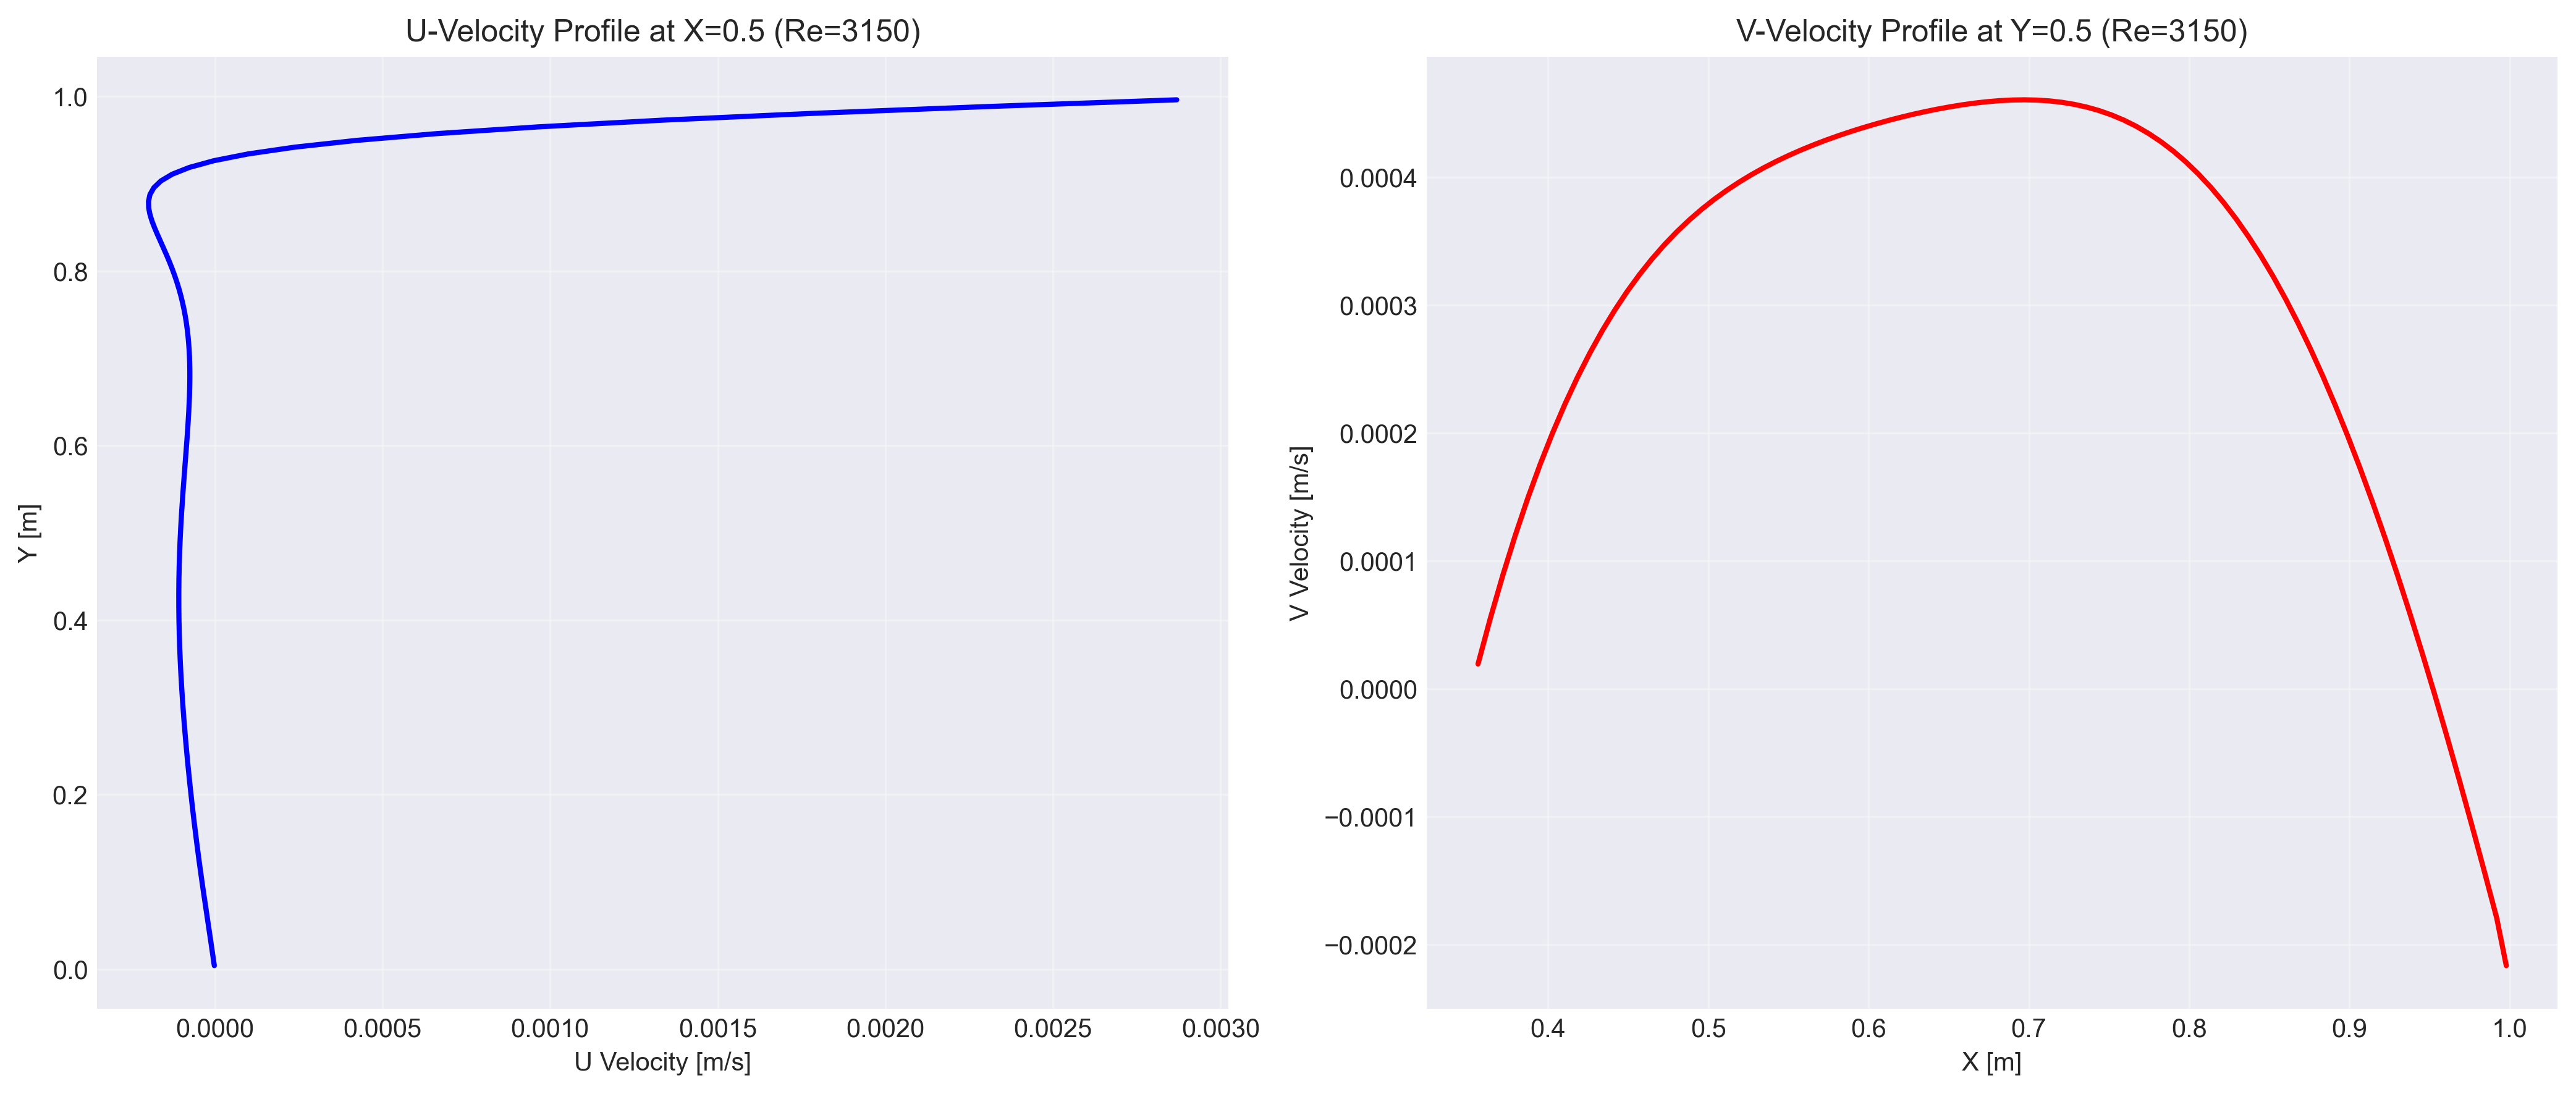 U-Velocity Profile at X=0.5 (Re=3150)
1.0
0.8
0.6
0.4
0.2
0.0
Y [m]
0.0000 0.0005 0.0010 0.0015 0.0020 0.0025 0.0030
U Velocity [m/s]
V-Velocity Profile at Y=0.5 (Re=3150)
0.0004
0.0003
0.0002
0.0001
0.0000
−0.0001
−0.0002
V Velocity [m/s]
0.4 0.5 0.6 0.7 0.8 0.9 1.0
X [m]